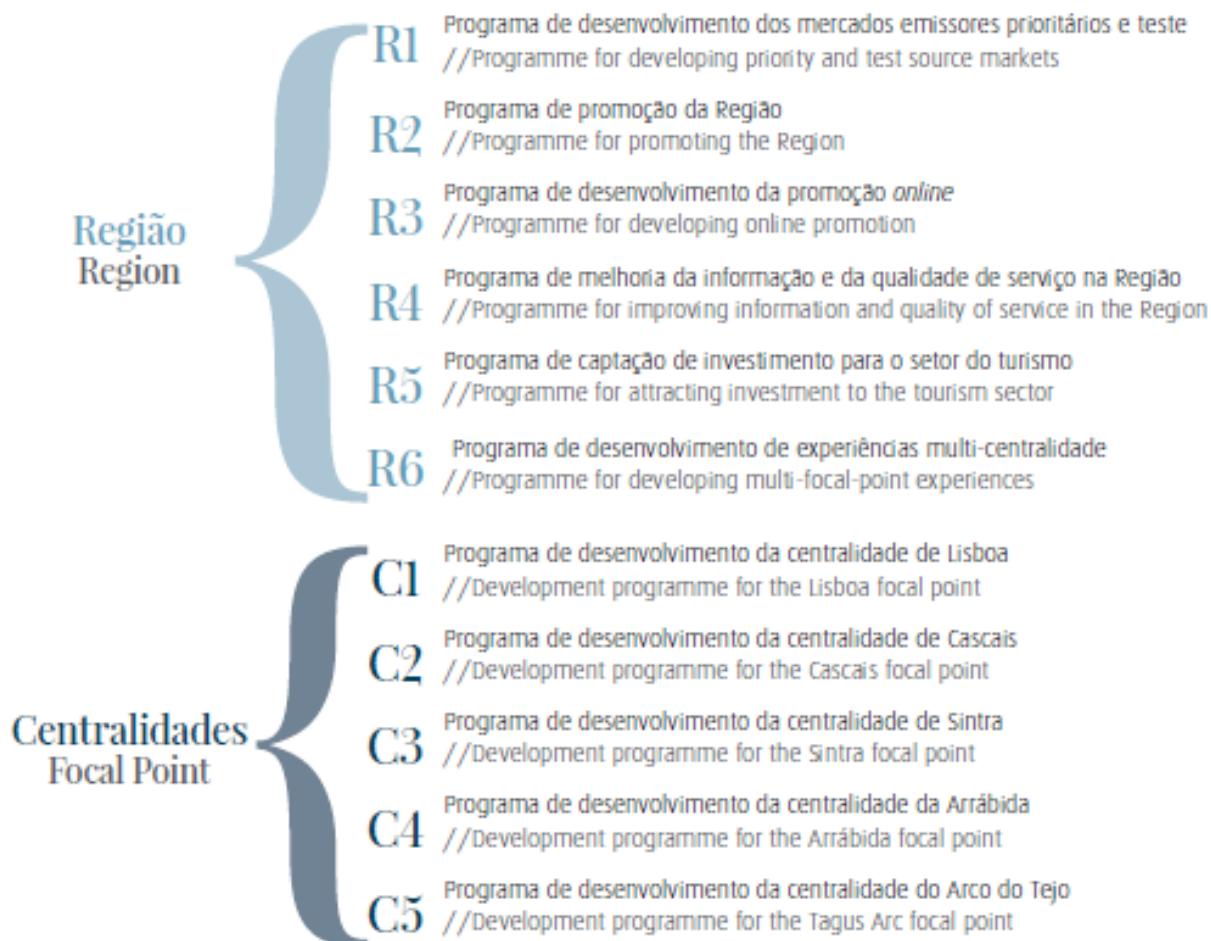 Região
Region
R1
Programa de desenvolvimento dos mercados emissores prioritários e teste
//Programme for developing priority and test source markets
R2
Programa de promoção da Região
//Programme for promoting the Region
R3
Programa de desenvolvimento da promoção online
//Programme for developing online promotion
R4
Programa de melhoria da informação e da qualidade de serviço na Região
//Programme for improving information and quality of service in the Region
R5
Programa de captação de investimento para o setor do turismo
//Programme for attracting investment to the tourism sector
R6
Programa de desenvolvimento de experiências multi-centralidade
//Programme for developing multi-focal-point experiences
Centralidades
Focal Point
C1
Programa de desenvolvimento da centralidade de Lisboa
//Development programme for the Lisboa focal point
C2
Programa de desenvolvimento da centralidade de Cascais
//Development programme for the Cascais focal point
C3
Programa de desenvolvimento da centralidade de Sintra
//Development programme for the Sintra focal point
C4
Programa de desenvolvimento da centralidade da Arrábida
//Development programme for the Arrábida focal point
C5
Programa de desenvolvimento da centralidade do Arco do Tejo
//Development programme for the Tagus Arc focal point